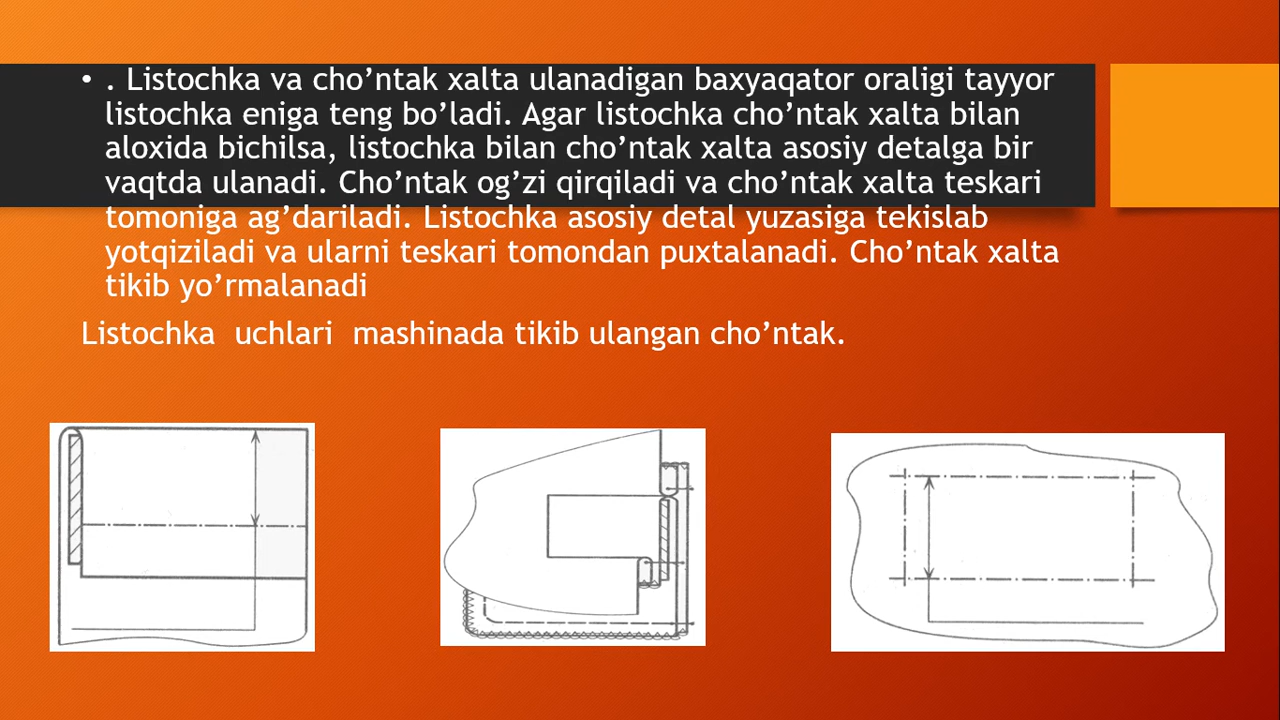 • . Listochka va cho’ntak xalta ulanadigan baxyaqator oraligi tayyor
listochka eniga teng bo’ladi. Agar listochka cho’ntak xalta bilan
aloxida bichilsa, listochka bilan cho’ntak xalta asosiy detalga bir
vaqtda ulanadi. Cho’ntak og’zi qirqiladi va cho’ntak xalta teskari
tomoniga ag’dariladi. Listochka asosiy detal yuzasiga tekislab
yotqiziladi va ularni teskari tomondan puxtalanadi. Cho’ntak xalta
tikib yo’rmalanadi
Listochka uchlari mashinada tikib ulangan cho’ntak.